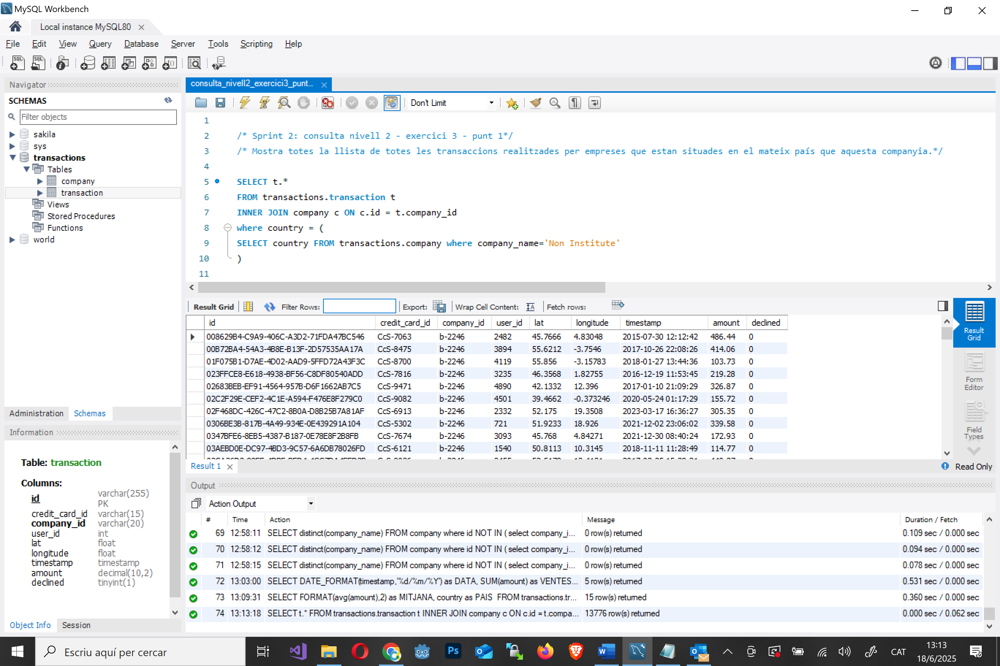 MySQL Workbench
Local instance MySQL80
File Edit View Query Database Server Tools Scripting Help
Navigator
SCHEMAS
Filter objects
sakila
sys
transactions
Tables
company
transaction
Views
Stored Procedures
Functions
world
Administration Schemas
Information
Table: transaction
Columns:
id varchar(255) PK
credit_card_id varchar(15)
company_id varchar(20)
user_id int
lat float
longitude float
timestamp timestamp
amount decimal(10,2)
declined tinyint(1)
Object Info Session
consulta_nivell2_exercici3_punt...
Don't Limit
1
2 /* Sprint 2: consulta nivell 2 - exercici 3 - punt 1*/
3 /* Mostra totes la llista de totes les transaccions realitzades per empreses que estan situades en el mateix país que aquesta companyia.*/
4
5 SELECT t.*
6 FROM transactions.transaction t
7 INNER JOIN company c ON c.id = t.company_id
8 where country = (
9 SELECT country FROM transactions.company where company_name='Non Institute'
10 )
11
Result Grid Filter Rows: Export: Wrap Cell Content: Fetch rows:
id credit_card_id company_id user_id lat longitude timestamp amount declined
008629B4-C9A9-406C-A3D2-71FDA47BC546 CcS-7063 b-2246 2482 45.7666 4.83048 2015-07-30 12:12:42 486.44 0
00B72BA4-54A3-4B8E-B13F-2D57535AA17A CcS-8475 b-2246 3894 55.6212 -3.7546 2017-10-26 22:08:26 414.06 0
01F075B1-D7AE-4D02-AAD9-5FFD72A43F3C CcS-8700 b-2246 4119 55.856 -3.15783 2018-01-27 13:44:36 103.73 0
023FFCE8-E618-4938-BF56-C8DF80540ADD CcS-7816 b-2246 3235 46.3568 1.82755 2016-12-19 11:53:45 219.28 0
02683BEB-EF91-4564-957B-D6F1662AB7C5 CcS-9471 b-2246 4890 42.1332 12.396 2017-01-10 21:09:29 326.87 0
02C2F29E-CEF2-4C1E-A594-F476E8F279C0 CcS-9082 b-2246 4501 39.4662 -0.373246 2020-05-24 01:17:29 155.72 0
02F468DC-426C-47C2-8B0A-D8B25B7A81AF CcS-6913 b-2246 2332 52.175 19.3508 2023-03-17 16:36:27 305.35 0
0306BE3B-817B-4A49-934E-0E439291A104 CcS-5302 b-2246 721 51.9233 18.926 2021-12-02 23:06:02 339.58 0
0347BFE6-8EB5-4387-B187-0E78E8F2B8FB CcS-7674 b-2246 3093 45.768 4.84271 2021-12-30 08:40:24 172.93 0
03AEBD0E-DC97-4BD3-9C57-6A6DB78026FD CcS-6121 b-2246 1540 50.8113 10.3145 2018-11-11 11:28:49 114.77 0
Result Grid
Form Editor
Field Types
Result 1
Read Only
Output
Action Output
# Time Action Message Duration / Fetch
69 12:58:11 SELECT distinct(company_name) FROM company where id NOT IN ( select company_i... 0 row(s) returned 0.109 sec / 0.000 sec
70 12:58:12 SELECT distinct(company_name) FROM company where id NOT IN ( select company_i... 0 row(s) returned 0.094 sec / 0.000 sec
71 12:58:15 SELECT distinct(company_name) FROM company where id NOT IN ( select company_i... 0 row(s) returned 0.078 sec / 0.000 sec
72 13:03:00 SELECT DATE_FORMAT(timestamp,"%d/%m/%Y") as DATA, SUM(amount) as VENTES... 5 row(s) returned 0.531 sec / 0.000 sec
73 13:09:31 SELECT FORMAT(avg(amount),2) as MITJANA, country as PAIS FROM transactions.tr... 15 row(s) returned 0.360 sec / 0.000 sec
74 13:13:18 SELECT t.* FROM transactions.transaction t INNER JOIN company c ON c.id = t.compa... 13776 row(s) returned 0.000 sec / 0.062 sec
Escriu aquí per cercar
CAT
13:13
18/6/2025